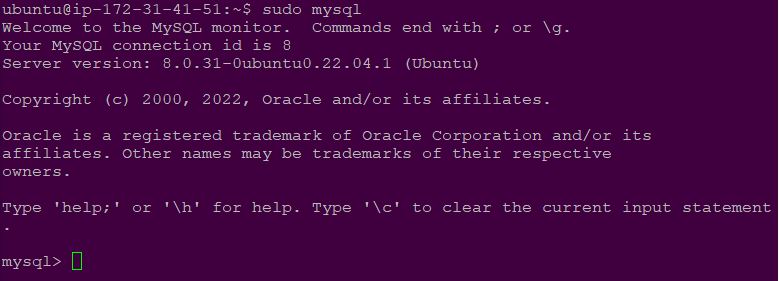 ubuntu@ip-172-31-41-51:~$ sudo mysql
Welcome to the MySQL monitor.  Commands end with ; or \g.
Your MySQL connection id is 8
Server version: 8.0.31-0ubuntu0.22.04.1 (Ubuntu)
Copyright (c) 2000, 2022, Oracle and/or its affiliates.
Oracle is a registered trademark of Oracle Corporation and/or its
affiliates. Other names may be trademarks of their respective
owners.
Type 'help;' or '\h' for help. Type '\c' to clear the current input statement
.
mysql>